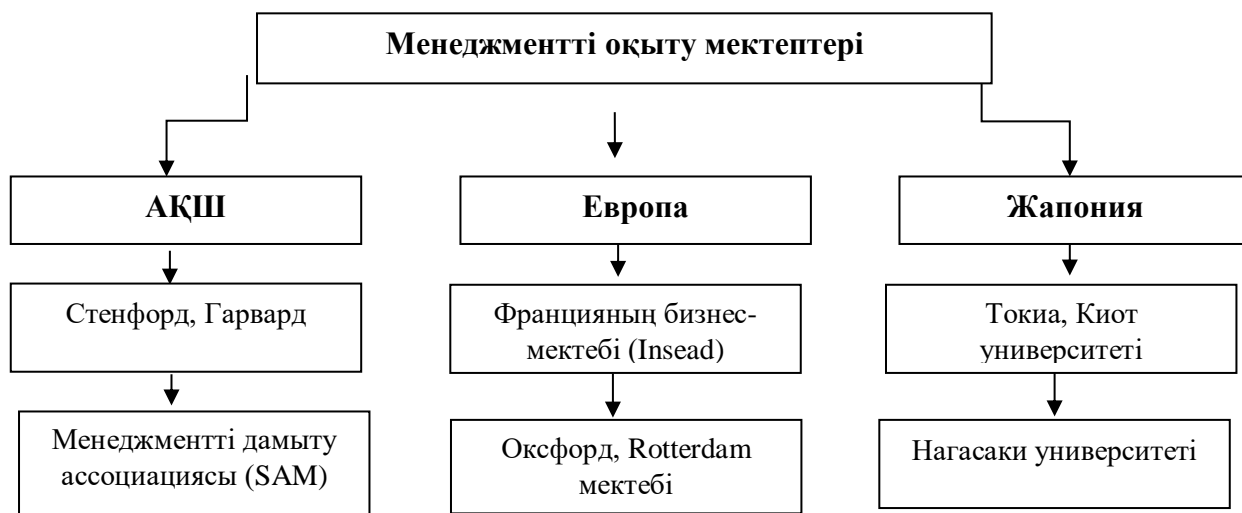 Менеджментті оқыту мектептері
АҚШ
Европа
Жапония
Стенфорд, Гарвард
Францияның бизнес-
мектебі (Insead)
Токиа, Киот
университеті
Менеджментті дамыту
ассоциациясы (SAM)
Оксфорд, Rotterdam
мектебі
Нагасаки университеті